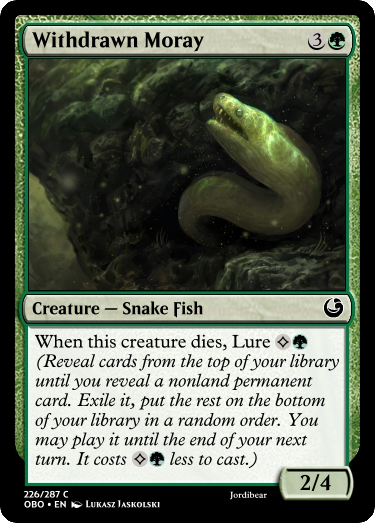 Withdrawn Moray 3
Creature — Snake Fish
When this creature dies, Lure
(Reveal cards from the top of your library
until you reveal a nonland permanent
card. Exile it, put the rest on the bottom
of your library in a random order. You
may play it until the end of your next
turn. It costs less to cast.)
2/4
226/287 C
OBO • EN Lukasz Jaskolski
Jordibear